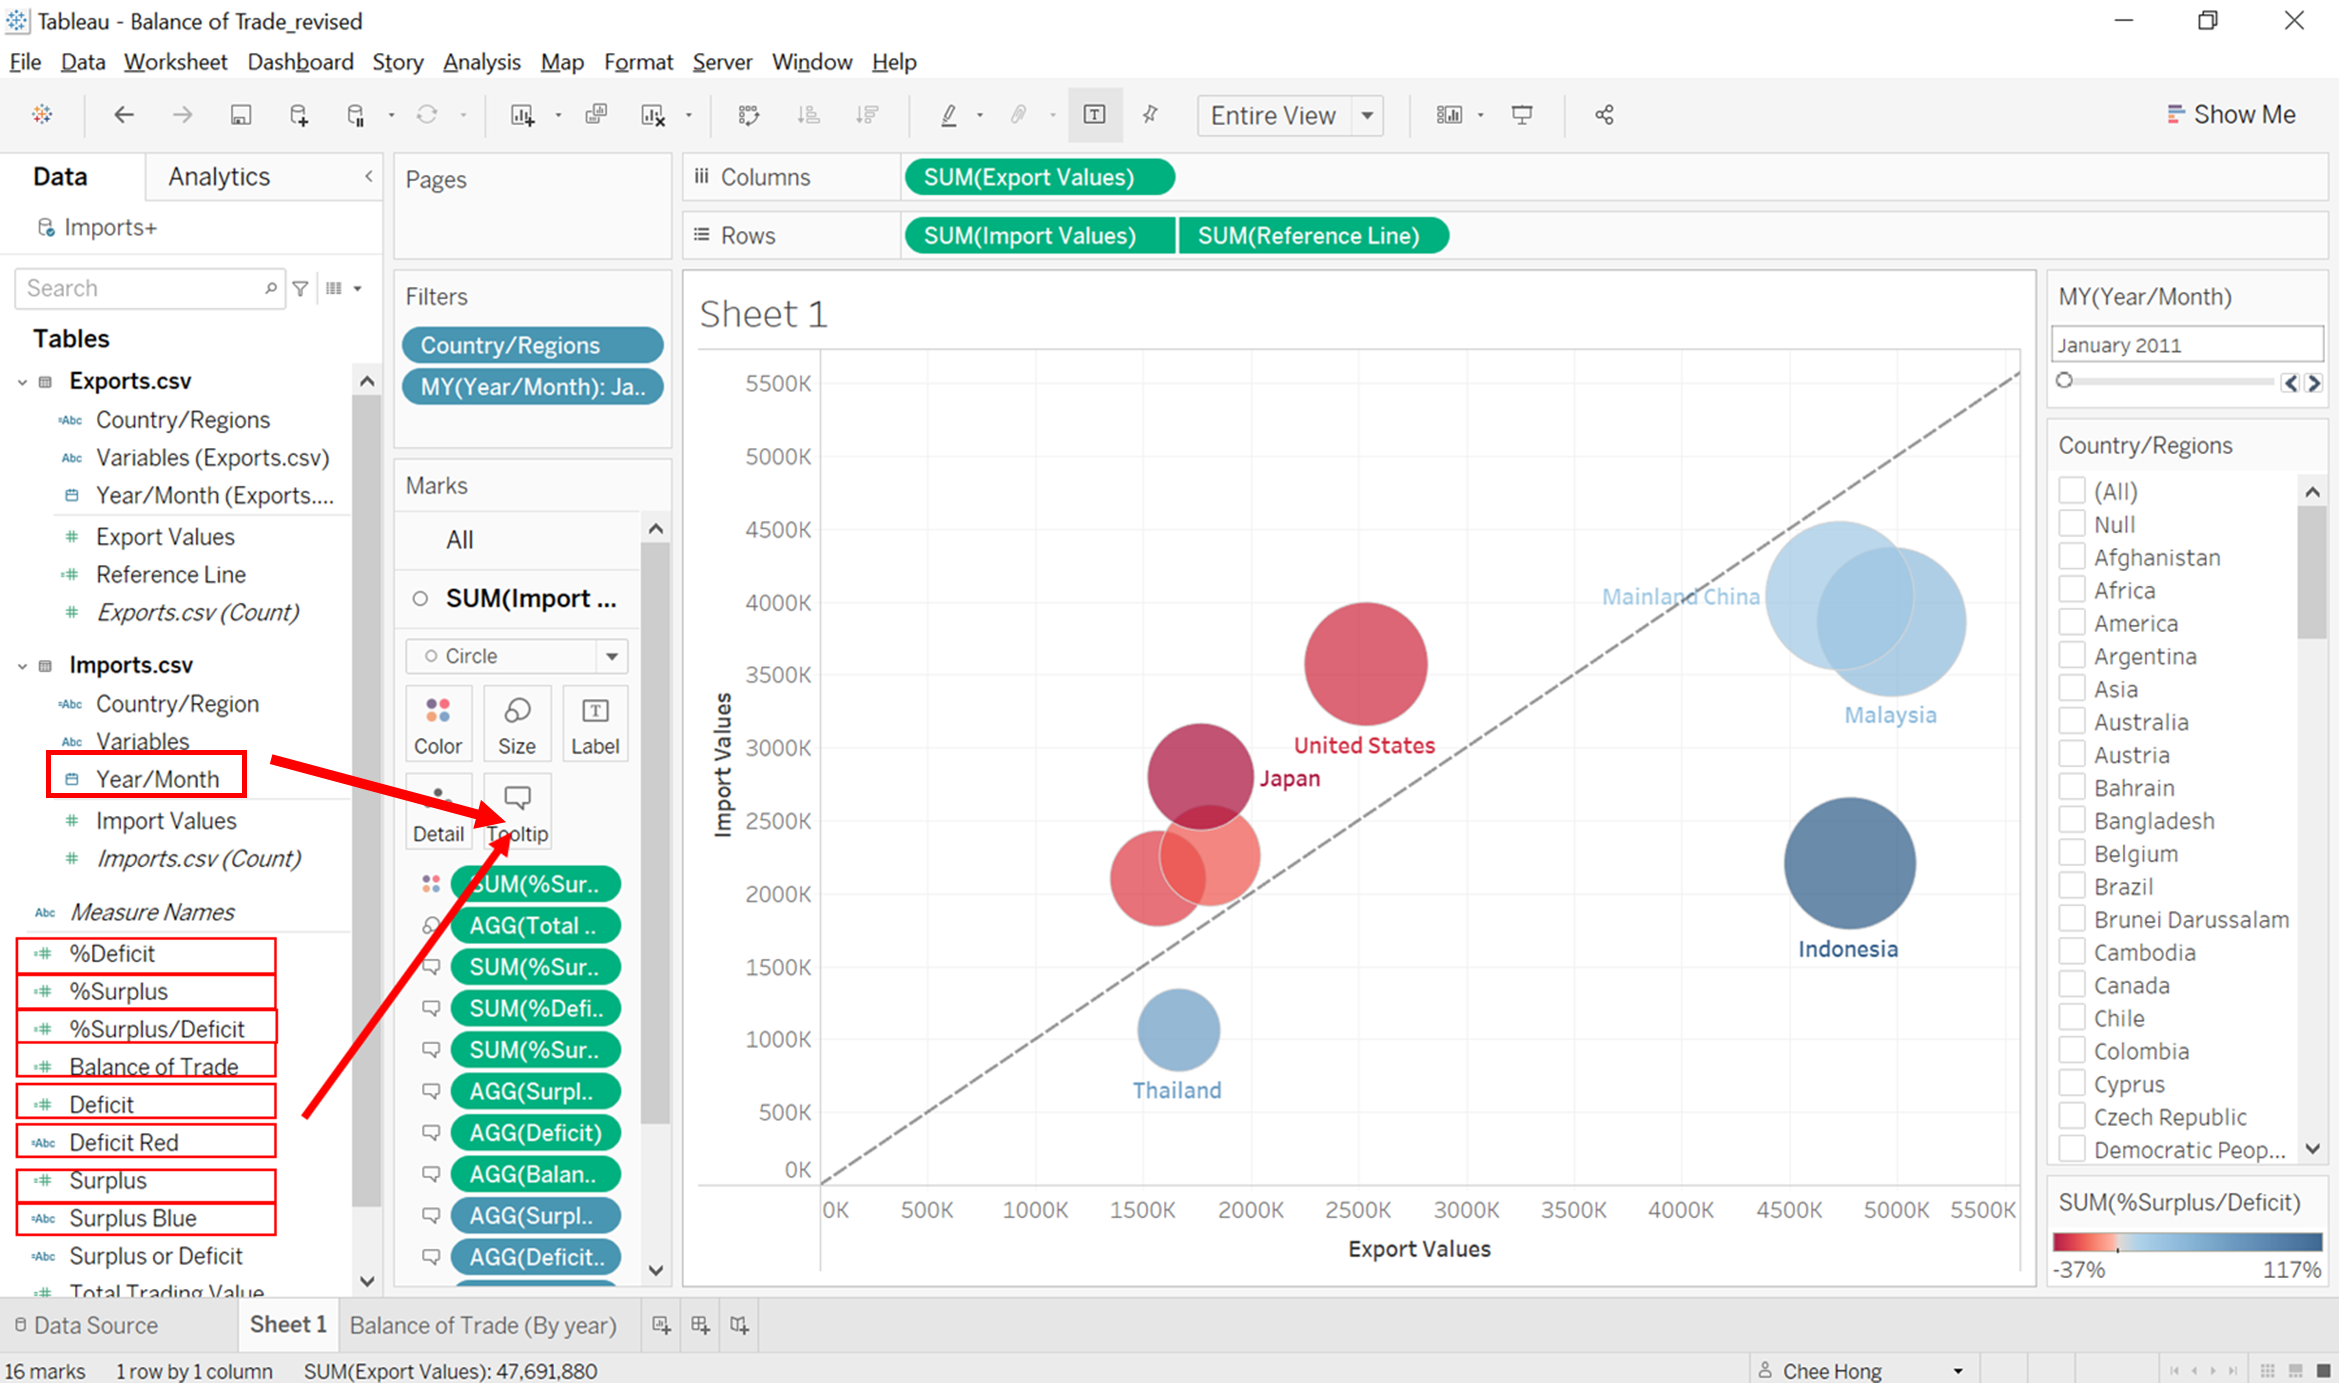 Tableau - Balance of Trade_revised
File Data Worksheet Dashboard Story Analysis Map Format Server Window Help
Entire View
Show Me
Data
Analytics
Imports+
Search
Tables
Exports.csv
Abc Country/Regions
Abc Variables (Exports.csv)
Year/Month (Exports....
# Export Values
# Reference Line
# Exports.csv (Count)
Imports.csv
Abc Country/Region
Abc Variables
Year/Month
# Import Values
# Imports.csv (Count)
Abc Measure Names
# %Deficit
# %Surplus
# %Surplus/Deficit
# Balance of Trade
# Deficit
Abc Deficit Red
# Surplus
Abc Surplus Blue
Abc Surplus or Deficit
# Total Trading Value
Pages
Filters
Country/Regions
MY(Year/Month): Ja..
Marks
All
SUM(Import ...
Circle
Color
Size
Label
Detail
Tooltip
SUM(%Sur..
AGG(Total ..
SUM(%Sur..
SUM(%Defi..
SUM(%Sur..
AGG(Surpl..
AGG(Deficit)
AGG(Balan..
AGG(Surpl..
AGG(Deficit..
Columns
SUM(Export Values)
Rows
SUM(Import Values)
SUM(Reference Line)
Sheet 1
Import Values
5500K
5000K
4500K
4000K
3500K
3000K
2500K
2000K
1500K
1000K
500K
0K
Mainland China
Malaysia
United States
Japan
Indonesia
Thailand
0K 500K 1000K 1500K 2000K 2500K 3000K 3500K 4000K 4500K 5000K 5500K
Export Values
MY(Year/Month)
January 2011
Country/Regions
(All)
Null
Afghanistan
Africa
America
Argentina
Asia
Australia
Austria
Bahrain
Bangladesh
Belgium
Brazil
Brunei Darussalam
Cambodia
Canada
Chile
Colombia
Cyprus
Czech Republic
Democratic Peop...
SUM(%Surplus/Deficit)
-37% 117%
Data Source
Sheet 1
Balance of Trade (By year)
16 marks
1 row by 1 column
SUM(Export Values): 47,691,880
Chee Hong